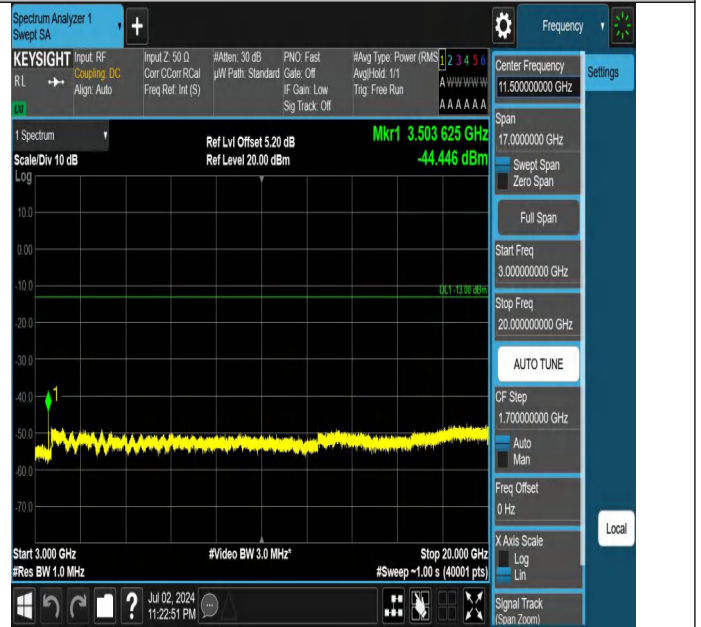 Spectrum Analyzer 1
Swept SA
Frequency
KEYSIGHT
RL
LXI
Input: RF
Coupling: DC
Align: Auto
Input Z: 50 Ω
Corr CCorr RCal
Freq Ref: Int (S)
#Atten: 30 dB
µW Path: Standard
PNO: Fast
Gate: Off
IF Gain: Low
Sig Track: Off
#Avg Type: Power (RMS
Avg|Hold: 1/1
Trig: Free Run
1 2 3 4 5 6
A W W W W W
A A A A A A
1 Spectrum
Scale/Div 10 dB
Log
Ref Lvl Offset 5.20 dB
Ref Level 20.00 dBm
Mkr1 3.503 625 GHz
-44.446 dBm
10.0
0.00
-10.0
DL1 -13.00 dBm
-20.0
-30.0
-40.0
1
-50.0
-60.0
-70.0
Start 3.000 GHz
#Res BW 1.0 MHz
#Video BW 3.0 MHz*
Stop 20.000 GHz
#Sweep ~1.00 s (40001 pts)
Center Frequency
11.500000000 GHz
Settings
Span
17.0000000 GHz
Swept Span
Zero Span
Full Span
Start Freq
3.000000000 GHz
Stop Freq
20.000000000 GHz
AUTO TUNE
CF Step
1.700000000 GHz
Auto
Man
Freq Offset
0 Hz
X Axis Scale
Log
Lin
Signal Track
(Span Zoom)
Local
?
Jul 02, 2024
11:22:51 PM